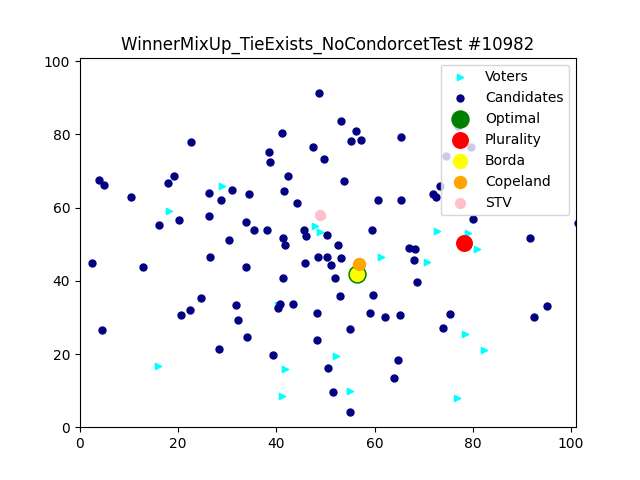 WinnerMixUp_TieExists_NoCondorcetTest #10982
100
80
60
40
20
0
0 20 40 60 80 100
Voters
Candidates
Optimal
Plurality
Borda
Copeland
STV